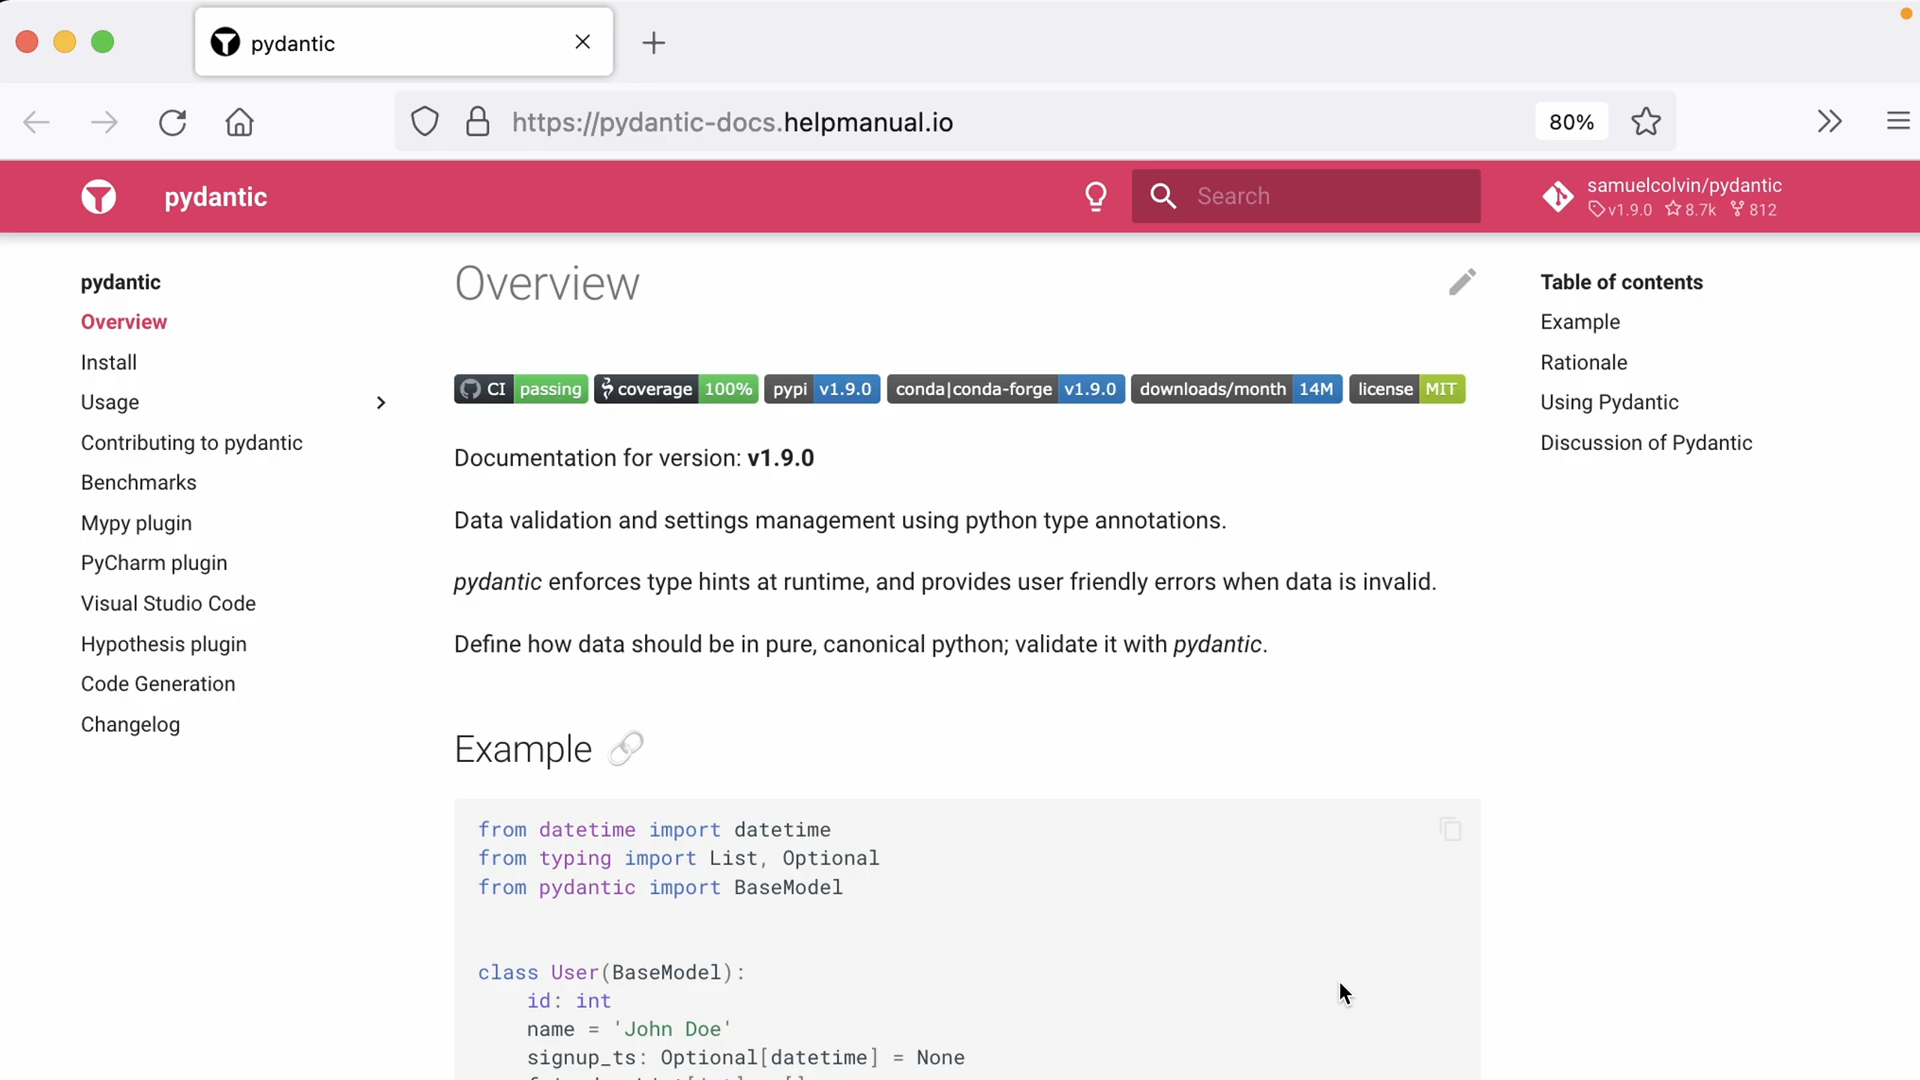 pydantic
https://pydantic-docs.helpmanual.io
80%
pydantic
Search
samuelcolvin/pydantic
v1.9.0 8.7k 812
pydantic
Overview
Install
Usage
Contributing to pydantic
Benchmarks
Mypy plugin
PyCharm plugin
Visual Studio Code
Hypothesis plugin
Code Generation
Changelog
Overview
CI passing coverage 100% pypi v1.9.0 conda|conda-forge v1.9.0 downloads/month 14M license MIT
Documentation for version: v1.9.0
Data validation and settings management using python type annotations.
pydantic enforces type hints at runtime, and provides user friendly errors when data is invalid.
Define how data should be in pure, canonical python; validate it with pydantic.
Example
from datetime import datetime
from typing import List, Optional
from pydantic import BaseModel
class User(BaseModel):
id: int
name = 'John Doe'
signup_ts: Optional[datetime] = None
Table of contents
Example
Rationale
Using Pydantic
Discussion of Pydantic